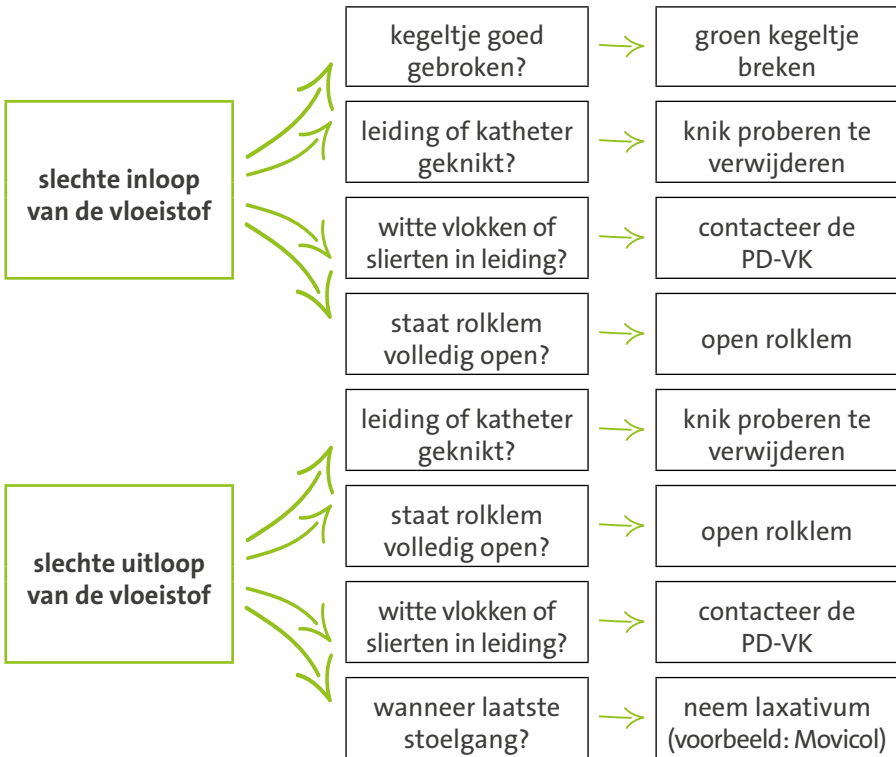 slechte inloop
van de vloeistof
kegeltje goed
gebroken?
groen kegeltje
breken
leiding of katheter
geknikt?
knik proberen te
verwijderen
witte vlokken of
slierten in leiding?
contacteer de
PD-VK
staat rolklem
volledig open?
open rolklem
slechte uitloop
van de vloeistof
leiding of katheter
geknikt?
knik proberen te
verwijderen
staat rolklem
volledig open?
open rolklem
witte vlokken of
slierten in leiding?
contacteer de
PD-VK
wanneer laatste
stoelgang?
neem laxativum
(voorbeeld: Movicol)